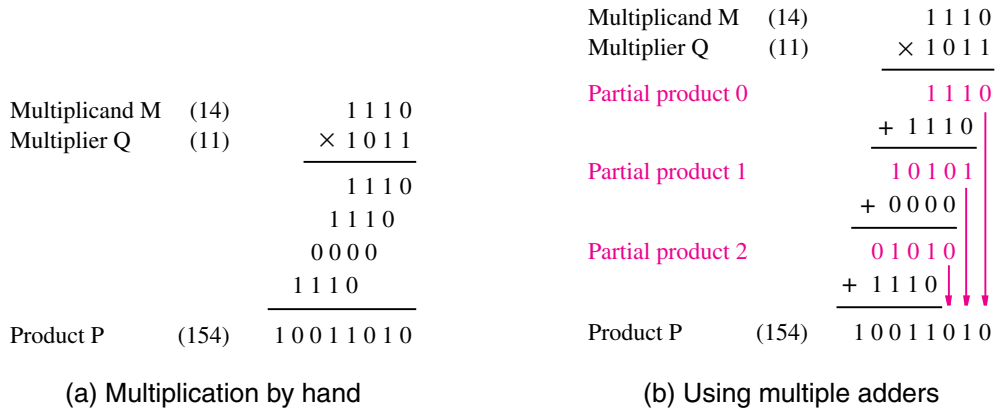 Multiplicand M (14) 1 1 1 0
Multiplier Q (11) × 1 0 1 1
1 1 1 0
1 1 1 0
0 0 0 0
1 1 1 0
Product P (154) 1 0 0 1 1 0 1 0
(a) Multiplication by hand
Multiplicand M (14) 1 1 1 0
Multiplier Q (11) × 1 0 1 1
Partial product 0 1 1 1 0
+ 1 1 1 0
Partial product 1 1 0 1 0 1
+ 0 0 0 0
Partial product 2 0 1 0 1 0
+ 1 1 1 0
Product P (154) 1 0 0 1 1 0 1 0
(b) Using multiple adders